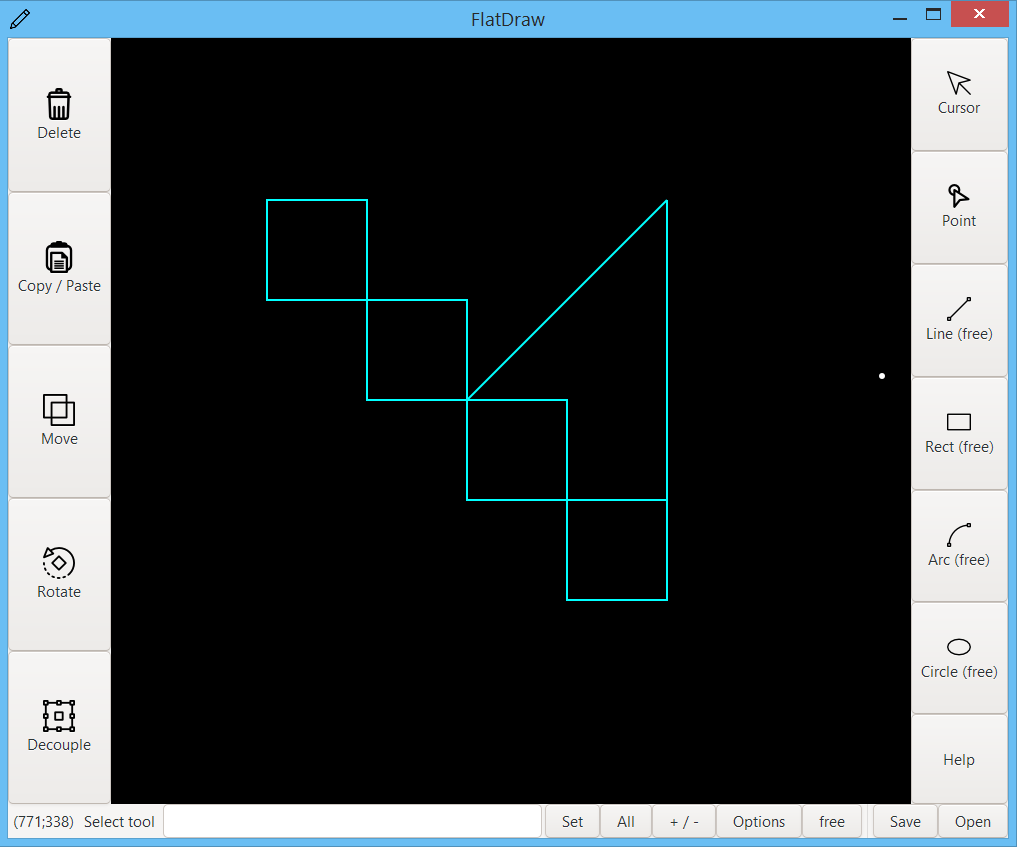 FlatDraw
Delete
Copy / Paste
Move
Rotate
Decouple
Cursor
Point
Line (free)
Rect (free)
Arc (free)
Circle (free)
Help
(771;338) Select tool Set All + / - Options free Save Open